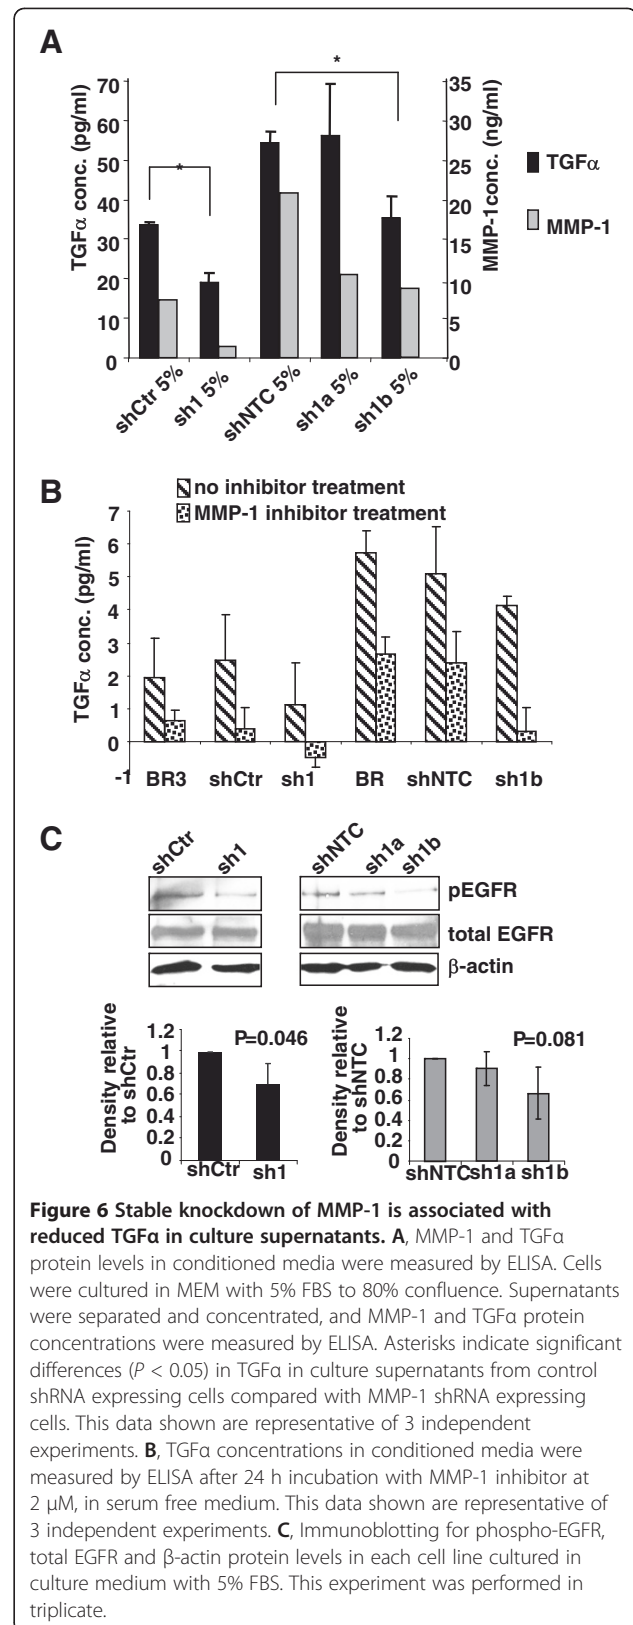 A
70
60
50
40
30
20
10
0
TGFα conc. (pg/ml)
*
*
35
30
25
20
15
10
5
0
MMP-1conc. (ng/ml)
TGFα
MMP-1
shCtr 5%
sh1 5%
shNTC 5%
sh1a 5%
sh1b 5%
B
no inhibitor treatment
MMP-1 inhibitor treatment
7
6
5
4
3
2
1
0
-1
TGFα conc. (pg/ml)
BR3 shCtr sh1 BR shNTC sh1b
C
shCtr sh1 shNTC sh1a sh1b
pEGFR
total EGFR
β-actin
1.2
1
0.8
0.6
0.4
0.2
0
Density relative
to shCtr
P=0.046
shCtr sh1
1.2
1
0.8
0.6
0.4
0.2
0
Density relative
to shNTC
P=0.081
shNTC sh1a sh1b
Figure 6 Stable knockdown of MMP-1 is associated with
reduced TGFα in culture supernatants. A, MMP-1 and TGFα
protein levels in conditioned media were measured by ELISA. Cells
were cultured in MEM with 5% FBS to 80% confluence. Supernatants
were separated and concentrated, and MMP-1 and TGFα protein
concentrations were measured by ELISA. Asterisks indicate significant
differences (P < 0.05) in TGFα in culture supernatants from control
shRNA expressing cells compared with MMP-1 shRNA expressing
cells. This data shown are representative of 3 independent
experiments. B, TGFα concentrations in conditioned media were
measured by ELISA after 24 h incubation with MMP-1 inhibitor at
2 μM, in serum free medium. This data shown are representative of
3 independent experiments. C, Immunoblotting for phospho-EGFR,
total EGFR and β-actin protein levels in each cell line cultured in
culture medium with 5% FBS. This experiment was performed in
triplicate.